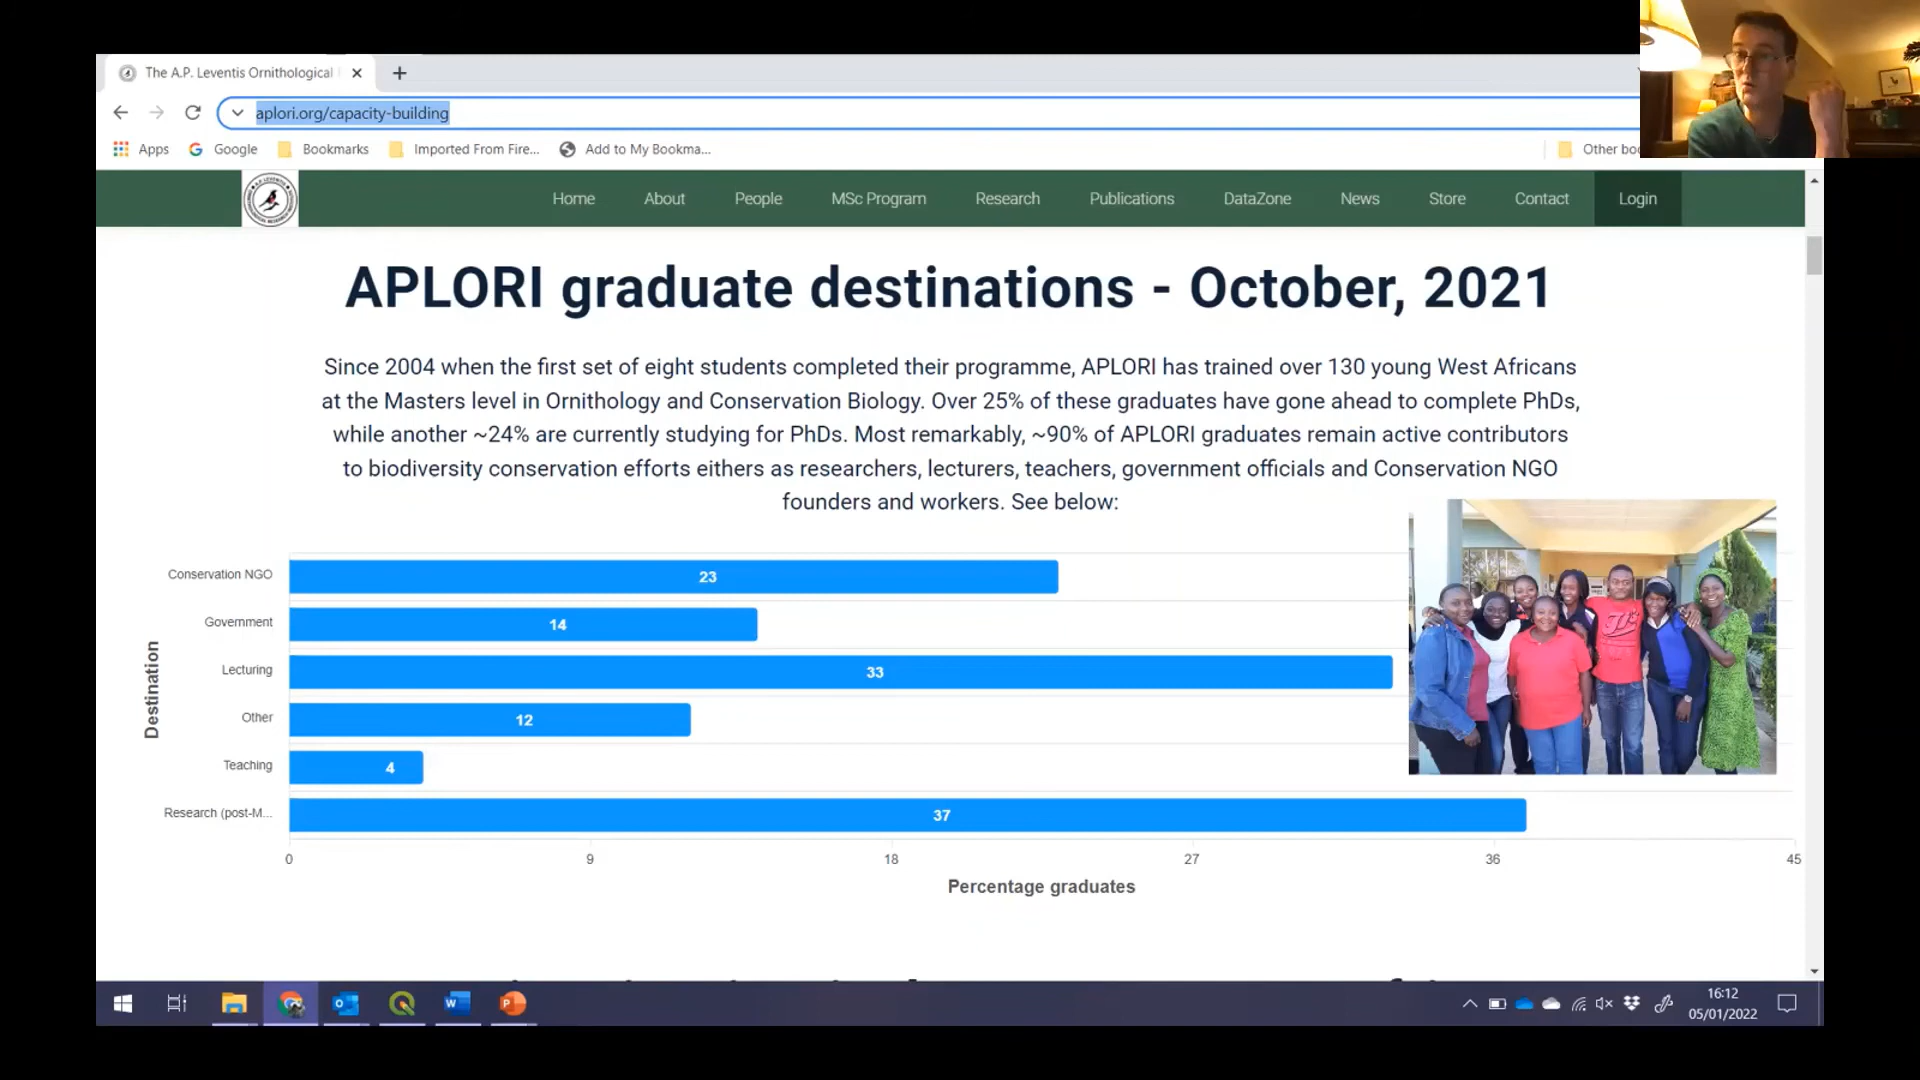 The A.P. Leventis Ornithological
aplori.org/capacity-building
Apps Google Bookmarks Imported From Fire... Add to My Bookma... Other boo
Home About People MSc Program Research Publications DataZone News Store Contact Login
APLORI graduate destinations - October, 2021
Since 2004 when the first set of eight students completed their programme, APLORI has trained over 130 young West Africans
at the Masters level in Ornithology and Conservation Biology. Over 25% of these graduates have gone ahead to complete PhDs,
while another ~24% are currently studying for PhDs. Most remarkably, ~90% of APLORI graduates remain active contributors
to biodiversity conservation efforts eithers as researchers, lecturers, teachers, government officials and Conservation NGO
founders and workers. See below:
Destination
Conservation NGO 23
Government 14
Lecturing 33
Other 12
Teaching 4
Research (post-M... 37
0 9 18 27 36 45
Percentage graduates
16:12
05/01/2022